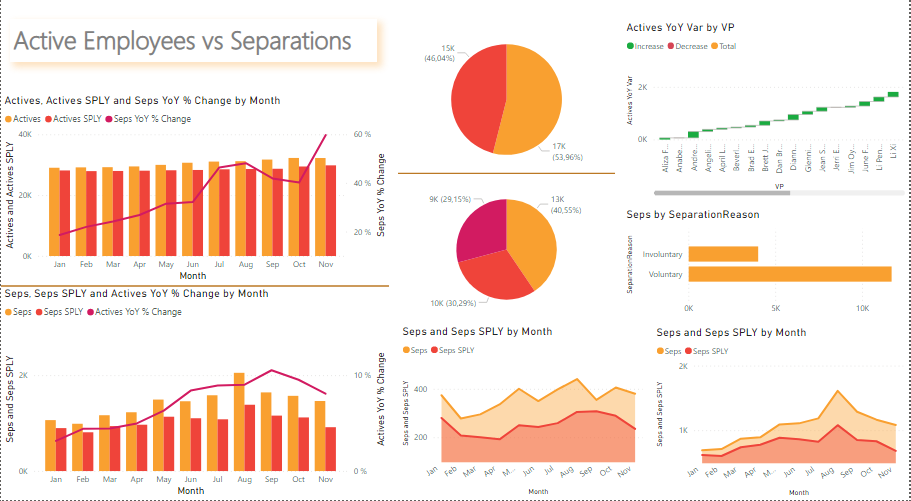 Active Employees vs Separations
Actives, Actives SPLY and Seps YoY % Change by Month
Actives Actives SPLY Seps YoY % Change
Actives and Actives SPLY
40K
20K
0K
60 %
40 %
20 %
Seps YoY % Change
Jan Feb Mar Apr May Jun Jul Aug Sep Oct Nov
Month
Seps, Seps SPLY and Actives YoY % Change by Month
Seps Seps SPLY Actives YoY % Change
Seps and Seps SPLY
2K
0K
10 %
0 %
Actives YoY % Change
Jan Feb Mar Apr May Jun Jul Aug Sep Oct Nov
Month
15K
(46,04%)
17K
(53,96%)
9K (29,15%)
13K
(40,55%)
10K (30,29%)
Seps and Seps SPLY by Month
Seps Seps SPLY
Seps and Seps SPLY
400
200
Jan Feb Mar Apr M... Jun Jul Aug Sep Oct Nov
Month
Actives YoY Var by VP
Increase Decrease Total
Actives YoY Var
2K
0K
Aliza F... Anabe... Andre... Angeli... April L... Beveri... Brad E... Brett J... Dan Br... Diann... Glenni... Jean S... Jerri E... Jim Oy... June F... Li Pen... Li Xi
VP
Seps by SeparationReason
SeparationReason
Involuntary
Voluntary
0K 5K 10K
Seps and Seps SPLY by Month
Seps Seps SPLY
Seps and Seps SPLY
2K
1K
Jan Feb Mar Apr M... Jun Jul Aug Sep Oct Nov
Month